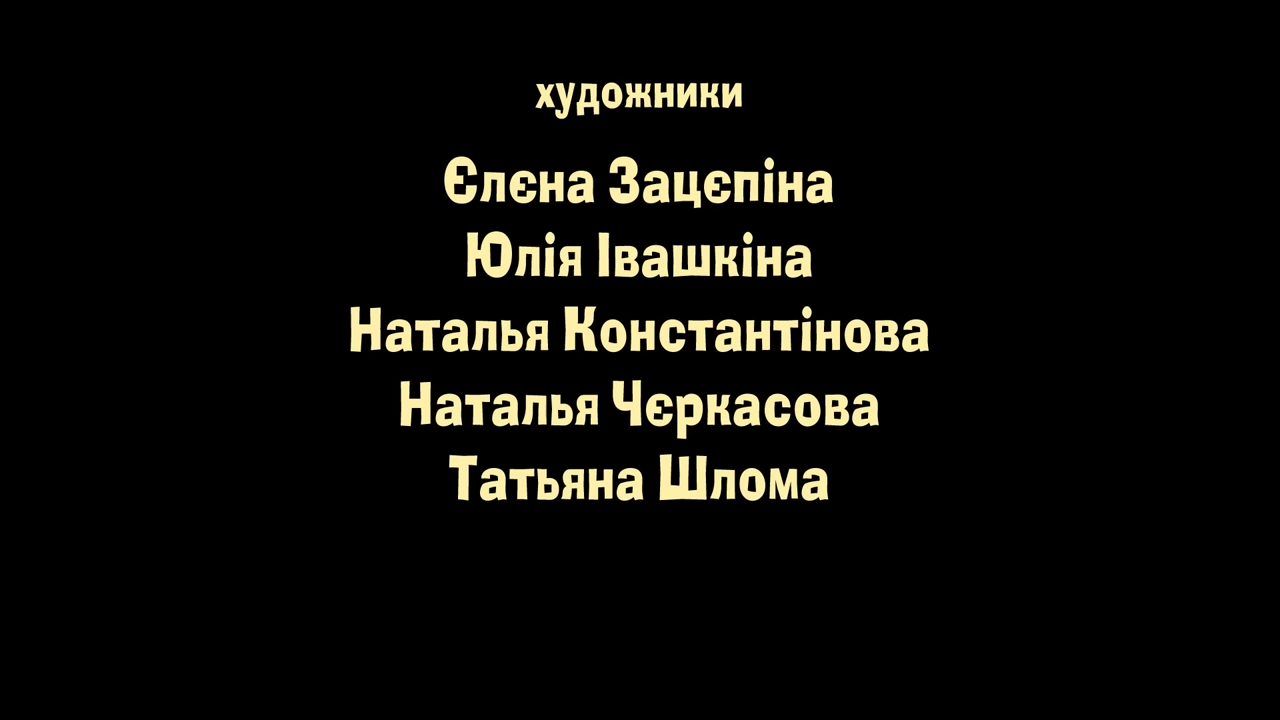 художники
Єлєна Зацєпіна
Юлія Івашкіна
Наталья Константінова
Наталья Чєркасова
Татьяна Шлома